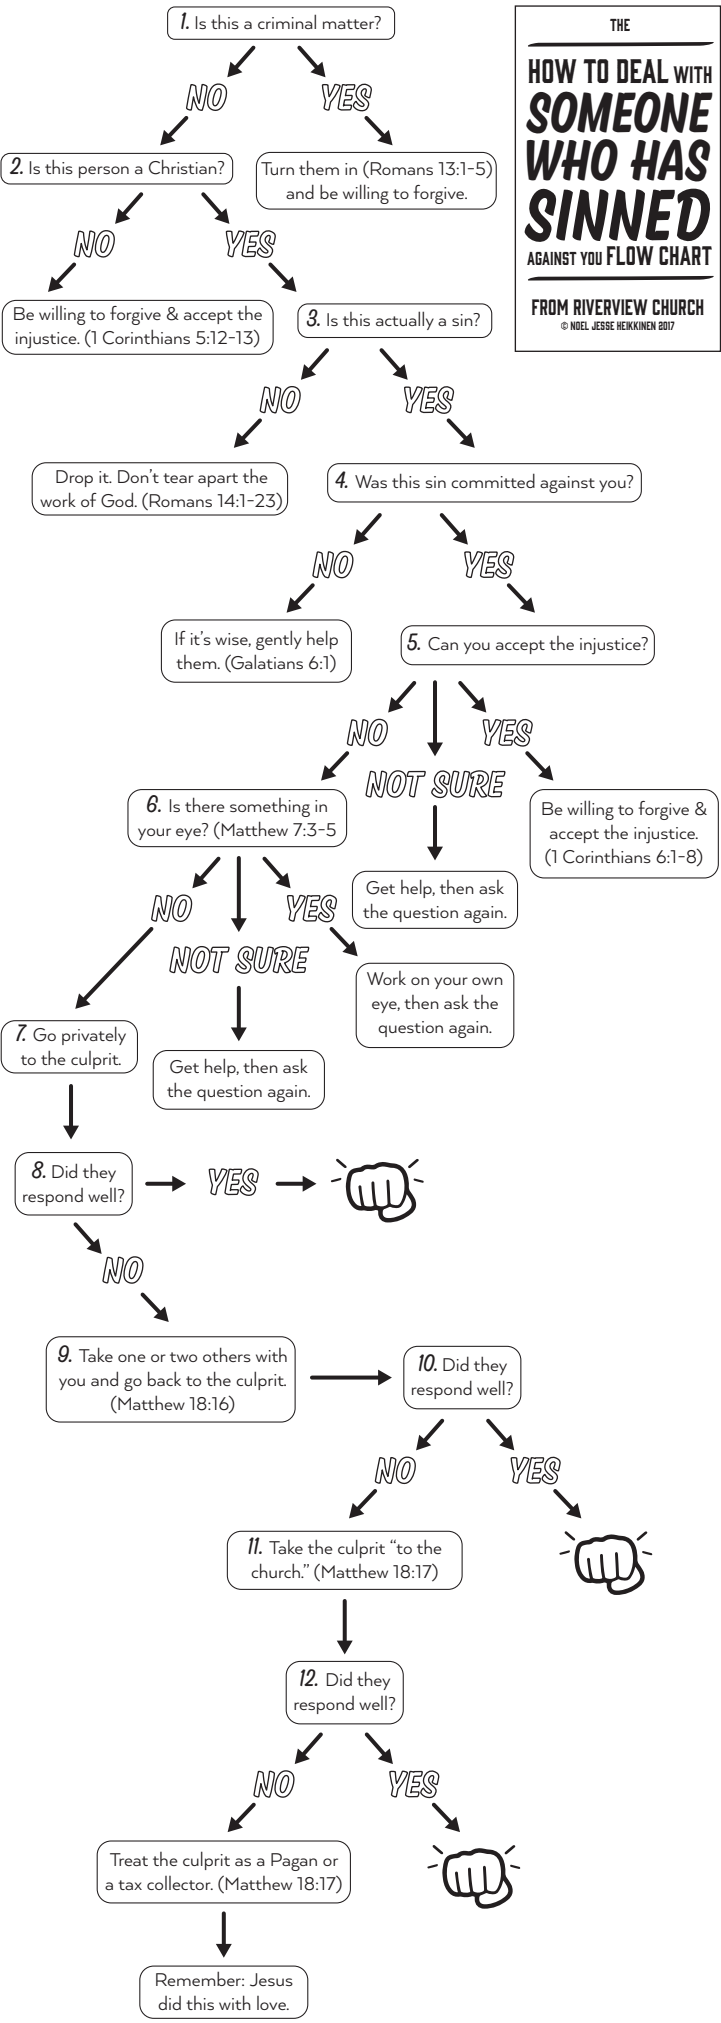 1. Is this a criminal matter?
THE
HOW TO DEAL WITH
SOMEONE
WHO HAS
SINNED
AGAINST YOU FLOW CHART
FROM RIVERVIEW CHURCH
© NOEL JESSE HEIKKINEN 2017
NO
YES
2. Is this person a Christian?
Turn them in (Romans 13:1-5)
and be willing to forgive.
NO
YES
Be willing to forgive & accept the
injustice. (1 Corinthians 5:12-13)
3. Is this actually a sin?
NO
YES
Drop it. Don't tear apart the
work of God. (Romans 14:1-23)
4. Was this sin committed against you?
NO
YES
If it's wise, gently help
them. (Galatians 6:1)
5. Can you accept the injustice?
NO
NOT SURE
YES
6. Is there something in
your eye? (Matthew 7:3-5
Get help, then ask
the question again.
Be willing to forgive &
accept the injustice.
(1 Corinthians 6:1-8)
NO
NOT SURE
YES
7. Go privately
to the culprit.
Get help, then ask
the question again.
Work on your own
eye, then ask the
question again.
8. Did they
respond well?
YES
NO
9. Take one or two others with
you and go back to the culprit.
(Matthew 18:16)
10. Did they
respond well?
NO
YES
11. Take the culprit “to the
church.” (Matthew 18:17)
12. Did they
respond well?
NO
YES
Treat the culprit as a Pagan or
a tax collector. (Matthew 18:17)
Remember: Jesus
did this with love.